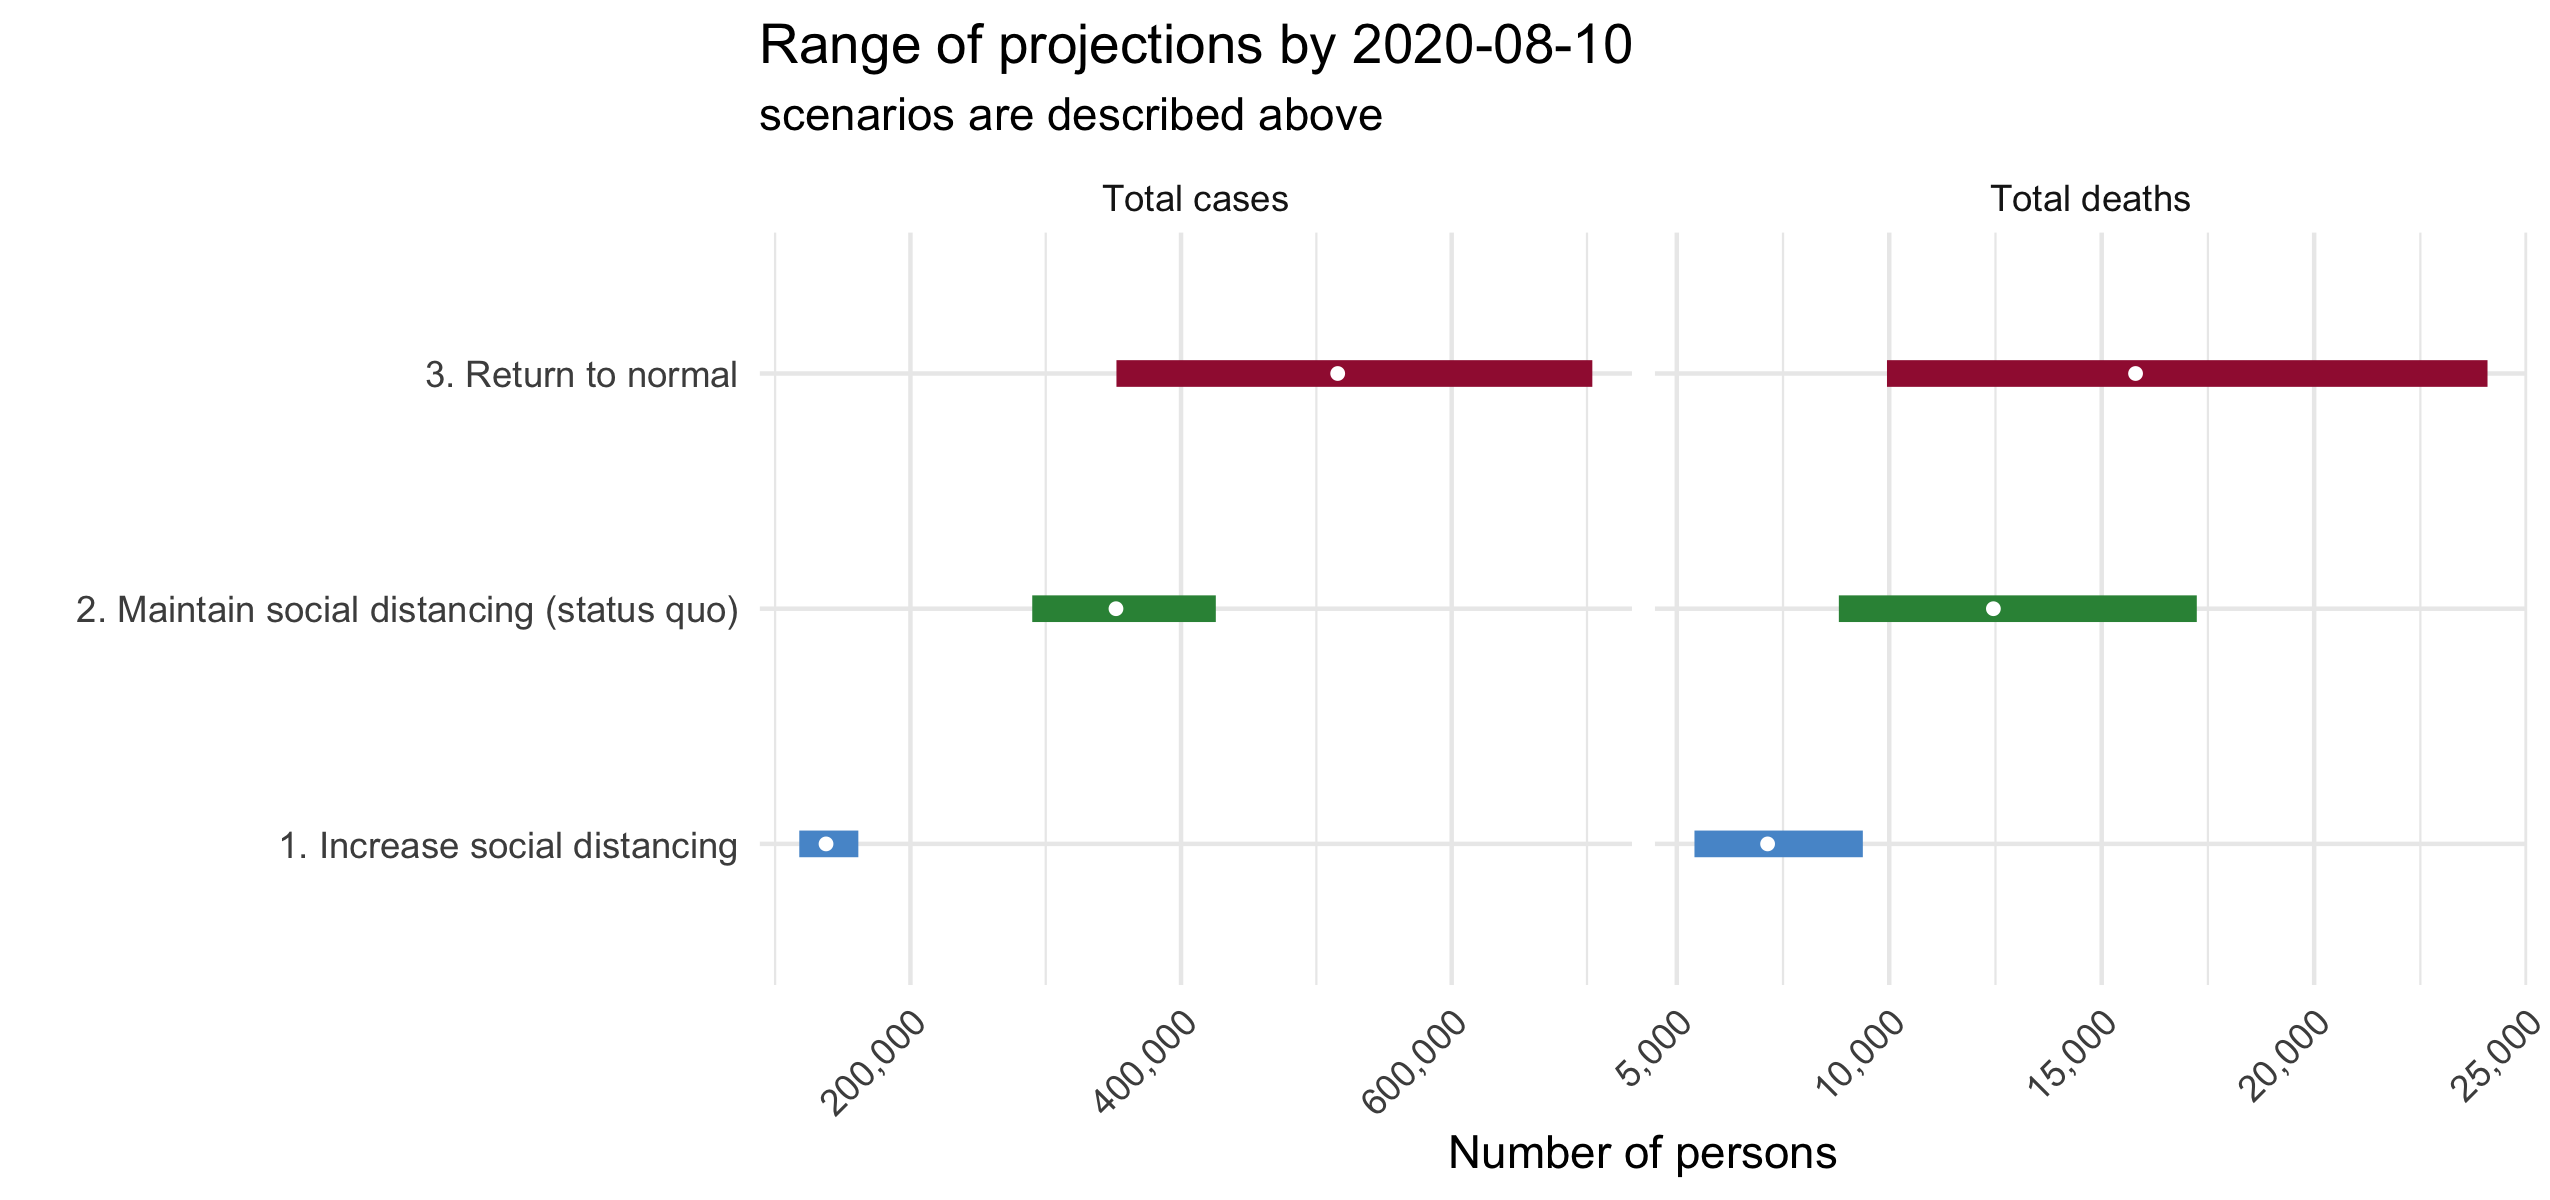 Range of projections by 2020-08-10
scenarios are described above
Total cases
Total deaths
3. Return to normal
2. Maintain social distancing (status quo)
1. Increase social distancing
200,000
400,000
600,000
5,000
10,000
15,000
20,000
25,000
Number of persons